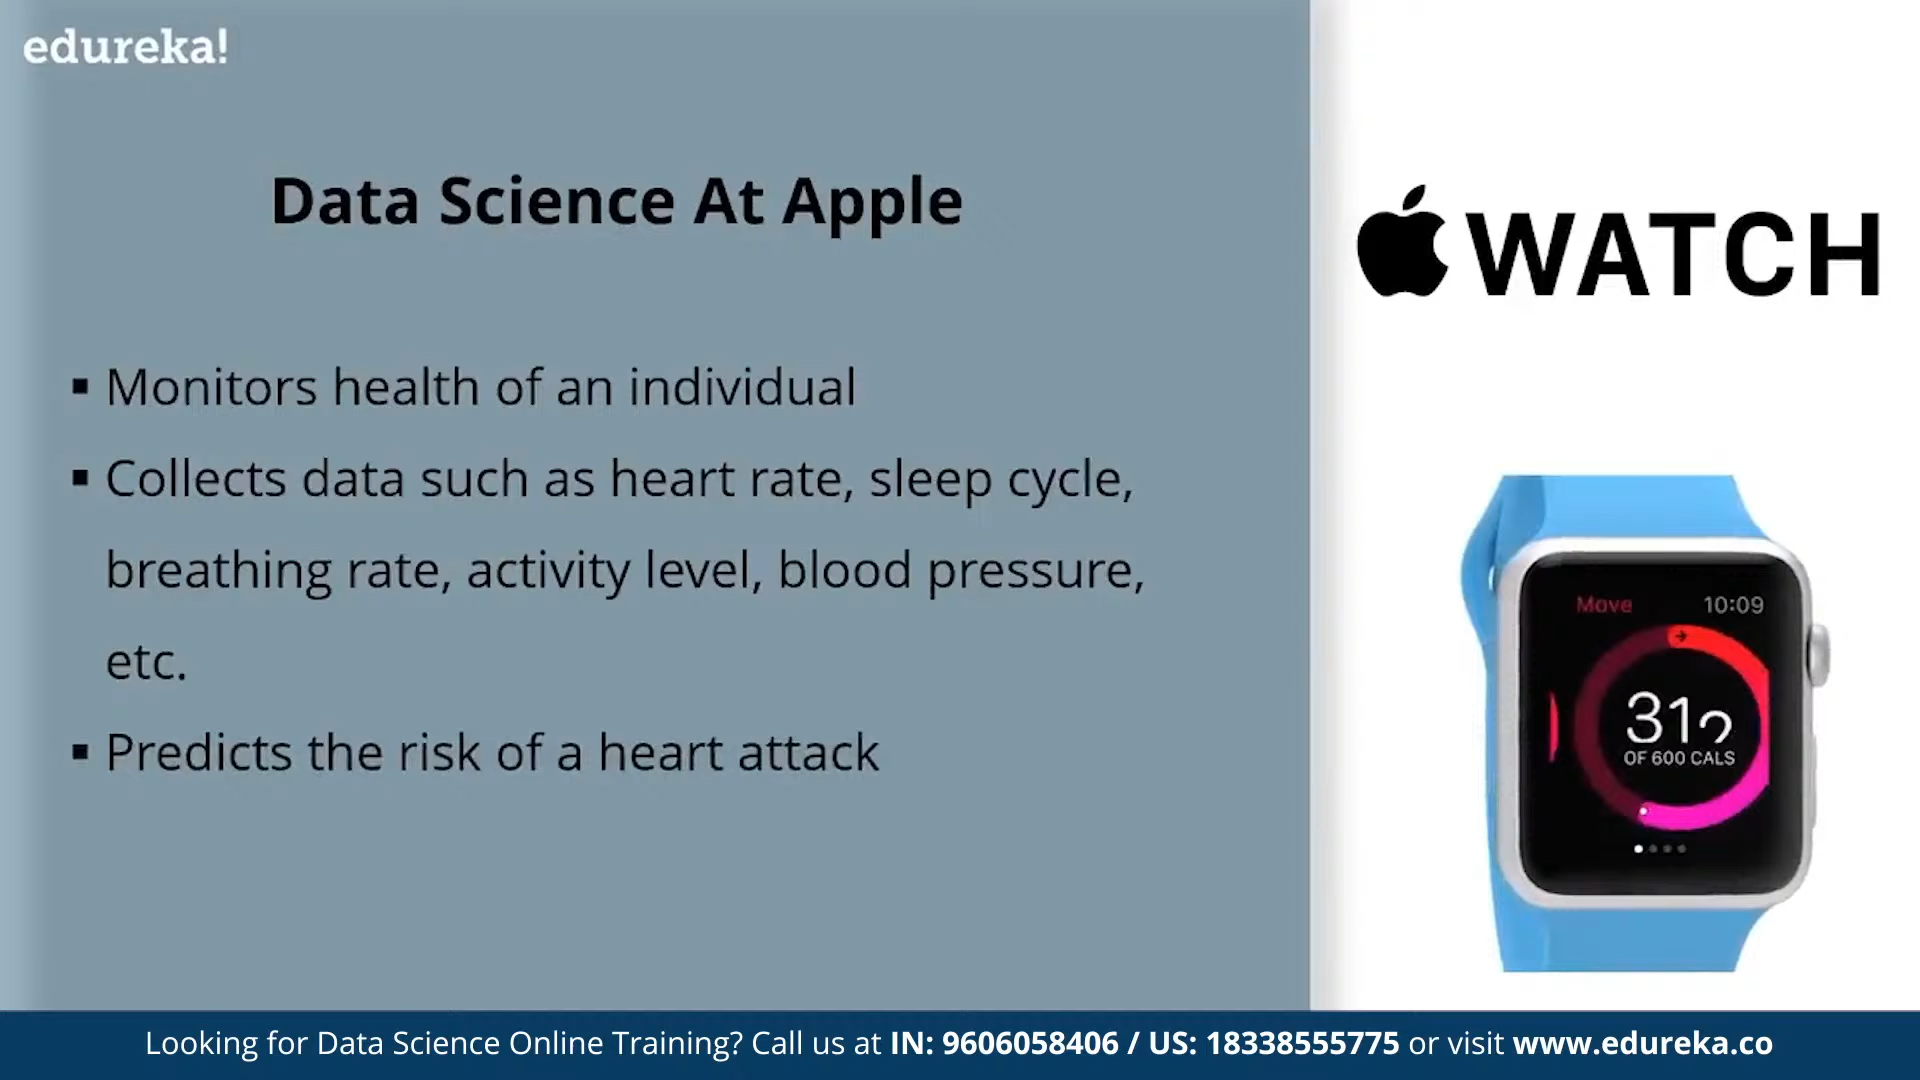 edureka!
Data Science At Apple
WATCH
▪ Monitors health of an individual
▪ Collects data such as heart rate, sleep cycle,
breathing rate, activity level, blood pressure,
etc.
▪ Predicts the risk of a heart attack
Move 10:09
OF 600 CALS
Looking for Data Science Online Training? Call us at IN: 9606058406 / US: 18338555775 or visit www.edureka.co